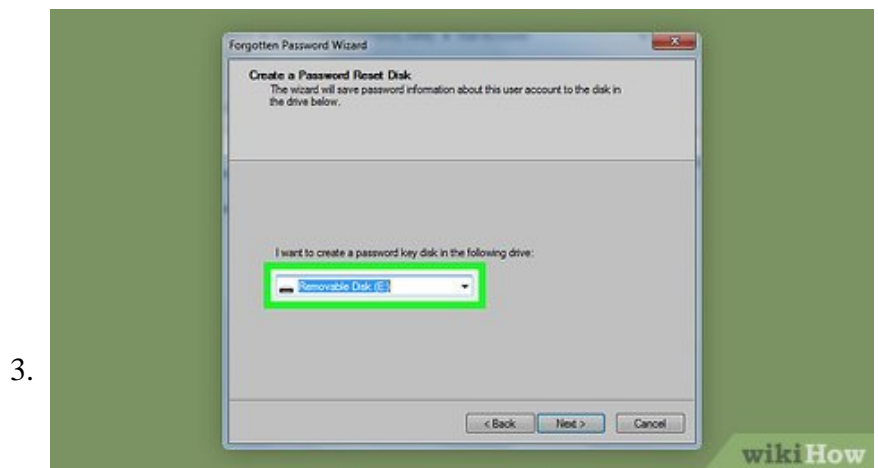 Forgotten Password Wizard
Create a Password Reset Disk
The wizard will save password information about this user account to the disk in
the drive below.
I want to create a password key disk in the following drive:
Removable Disk (E:)
3.
< Back Next > Cancel
wikiHow